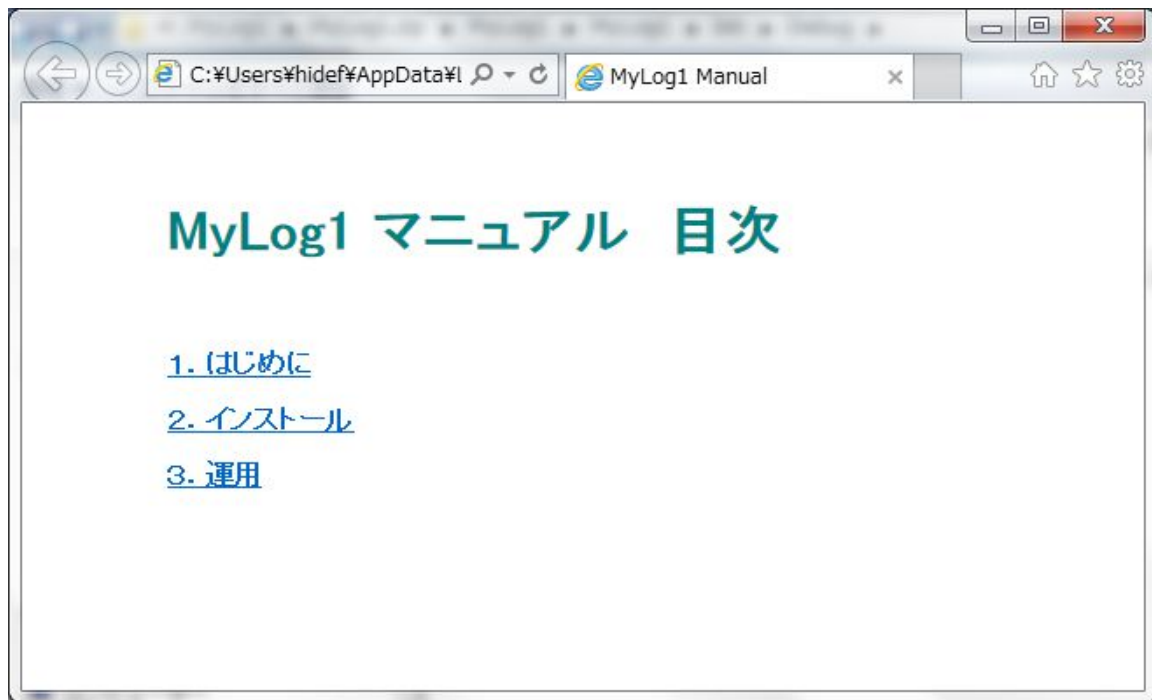 C:¥Users¥hidef¥AppData¥l
MyLog1 Manual
MyLog1 マニュアル 目次
1. はじめに
2. インストール
3. 運用